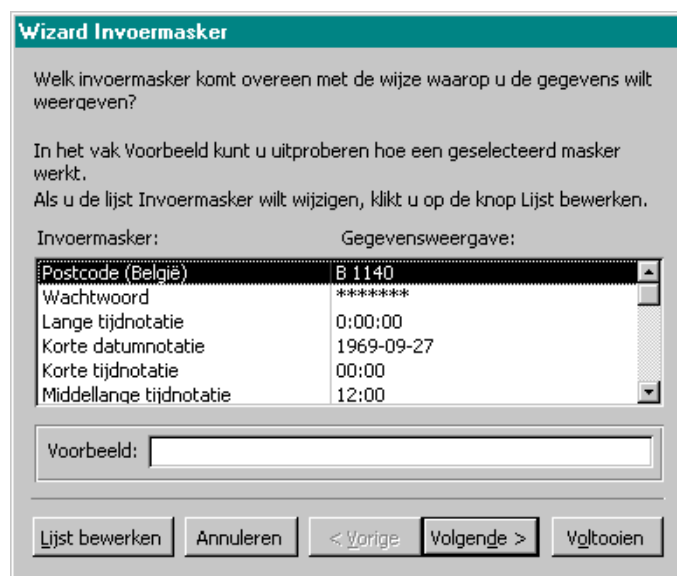 Wizard Invoermasker
Welk invoermasker komt overeen met de wijze waarop u de gegevens wilt
weergeven?
In het vak Voorbeeld kunt u uitproberen hoe een geselecteerd masker
werkt.
Als u de lijst Invoermasker wilt wijzigen, klikt u op de knop Lijst bewerken.
Invoermasker: Gegevensweergave:
Postcode (België) B 1140
Wachtwoord *******
Lange tijdnotatie 0:00:00
Korte datumnotatie 1969-09-27
Korte tijdnotatie 00:00
Middellange tijdnotatie 12:00
Voorbeeld:
Lijst bewerken Annuleren < Vorige Volgende > Voltooien